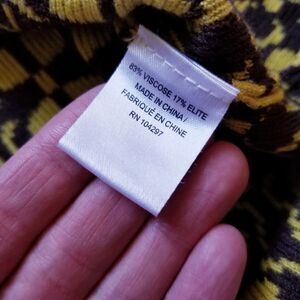 83% VISCOSE 17% ELITE
MADE IN CHINA/
FABRIQUÉ EN CHINE
RN 104297